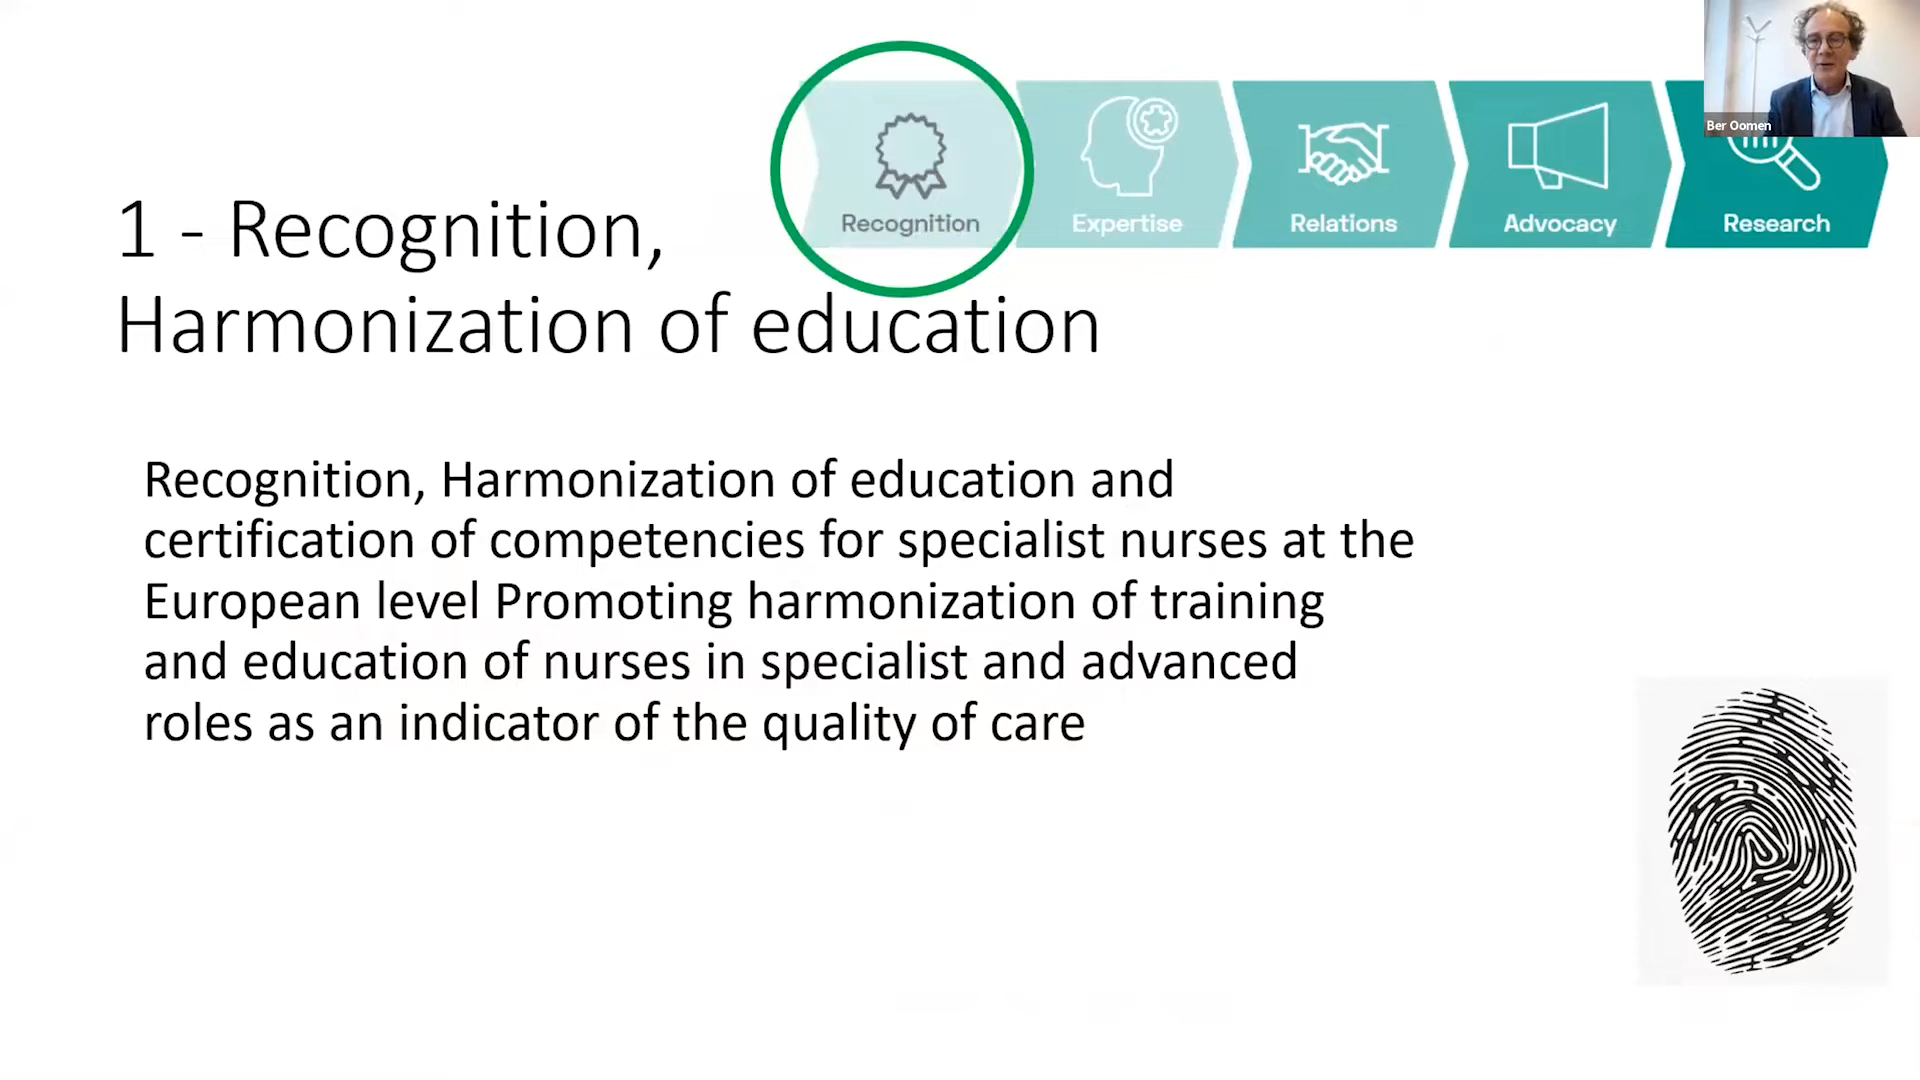 Ber Oomen
Recognition
Expertise
Relations
Advocacy
Research
1 - Recognition,
Harmonization of education
Recognition, Harmonization of education and
certification of competencies for specialist nurses at the
European level Promoting harmonization of training
and education of nurses in specialist and advanced
roles as an indicator of the quality of care